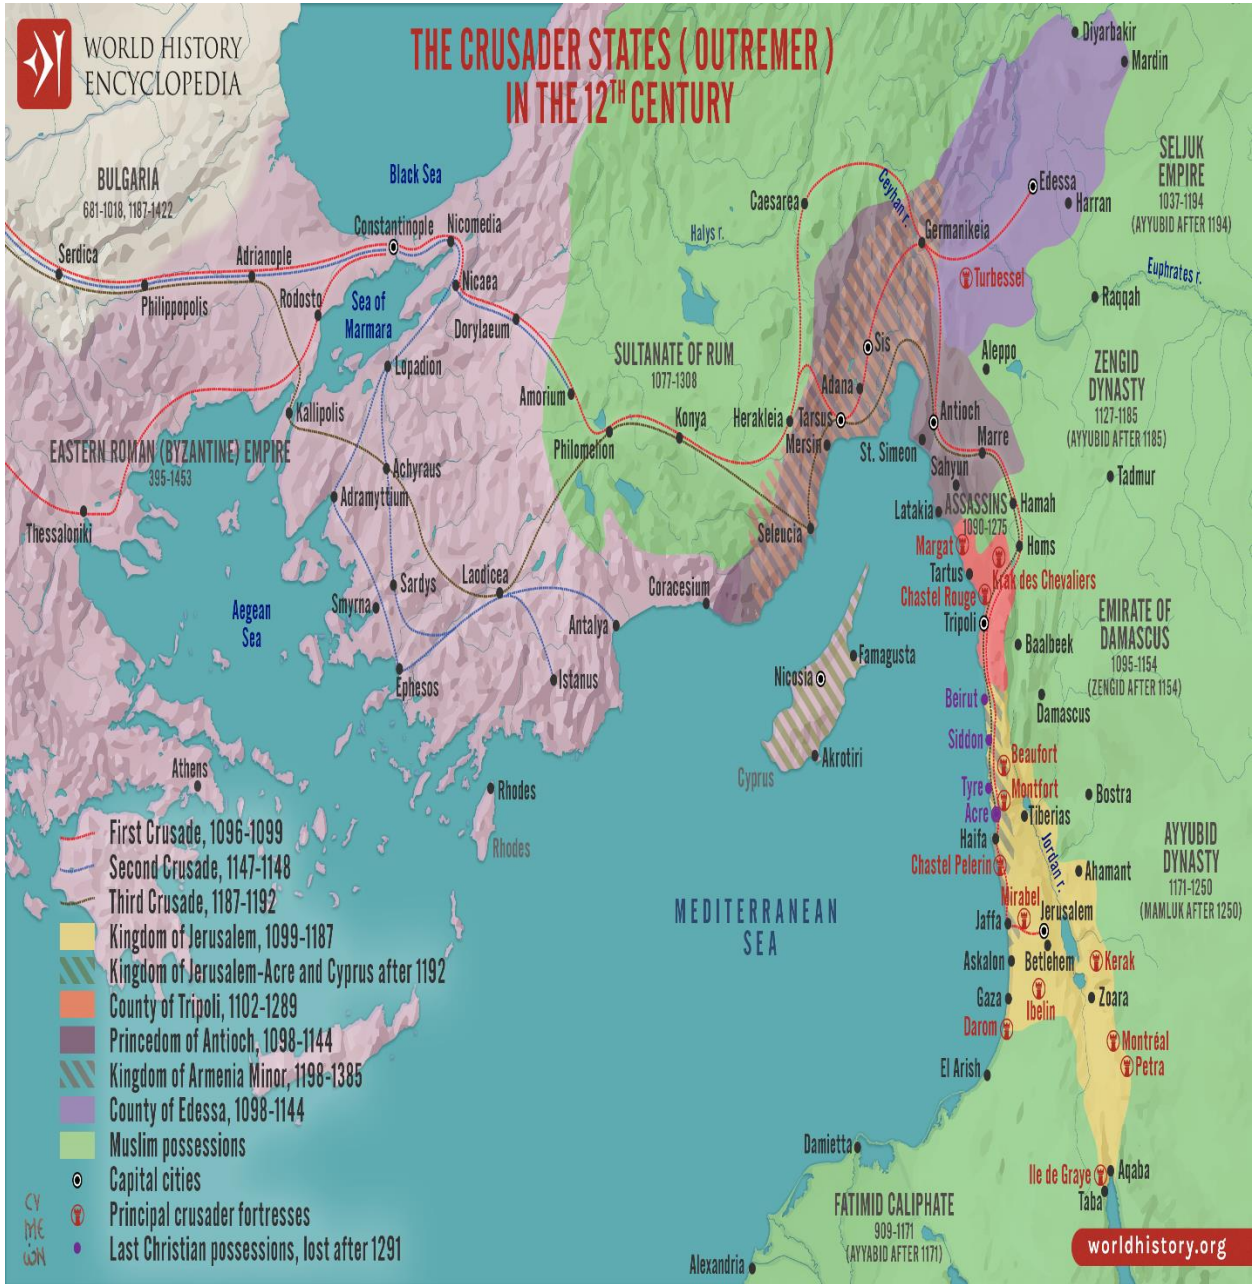 WORLD HISTORY
ENCYCLOPEDIA
THE CRUSADER STATES ( OUTREMER )
IN THE 12TH CENTURY
Diyarbakir
Mardin
BULGARIA
681-1018, 1187-1422
Black Sea
SELJUK
EMPIRE
1037-1194
(AYYUBID AFTER 1194)
Edessa
Harran
Caesarea
Ceyhan r.
Germanikeia
Halys r.
Constantinople
Nicomedia
Serdica
Adrianople
Philippopolis
Rodosto
Nicaea
Sea of
Marmara
Dorylaeum
Turbessel
Euphrates r.
Raqqah
SULTANATE OF RUM
1077-1308
Sis
Aleppo
ZENGID
DYNASTY
1127-1185
(AYYUBID AFTER 1185)
Lopadion
Amorium
Adana
Kallipolis
Konya
Herakleia
Tarsus
Antioch
Philomelion
Mersin
St. Simeon
Marre
EASTERN ROMAN (BYZANTINE) EMPIRE
395-1453
Achyraus
Sahyun
Tadmur
Adramyttium
Thessaloniki
Seleucia
Latakia
ASSASSINS
1090-1275
Hamah
Margat
Homs
Tartus
Krak des Chevaliers
Sardys
Laodicea
Coracesium
Chastel Rouge
Smyrna
Aegean
Sea
Antalya
Tripoli
EMIRATE OF
DAMASCUS
1095-1154
(ZENGID AFTER 1154)
Baalbeek
Famagusta
Nicosia
Ephesos
Istanus
Beirut
Damascus
Siddon
Beaufort
Akrotiri
Cyprus
Athens
Rhodes
Rhodes
Tyre
Montfort
Bostra
Acre
Tiberias
Haifa
Jordan r.
AYYUBID
DYNASTY
1171-1250
(MAMLUK AFTER 1250)
Chastel Pelerin
Ahamant
Mirabel
Jerusalem
MEDITERRANEAN
SEA
Jaffa
Askalon
Betlehem
Kerak
Gaza
Ibelin
Zoara
Darom
Montréal
Petra
El Arish
Damietta
Ile de Graye
Aqaba
Taba
FATIMID CALIPHATE
909-1171
(AYYABID AFTER 1171)
Alexandria
First Crusade, 1096-1099
Second Crusade, 1147-1148
Third Crusade, 1187-1192
Kingdom of Jerusalem, 1099-1187
Kingdom of Jerusalem-Acre and Cyprus after 1192
County of Tripoli, 1102-1289
Princedom of Antioch, 1098-1144
Kingdom of Armenia Minor, 1198-1385
County of Edessa, 1098-1144
Muslim possessions
Capital cities
Principal crusader fortresses
Last Christian possessions, lost after 1291
worldhistory.org